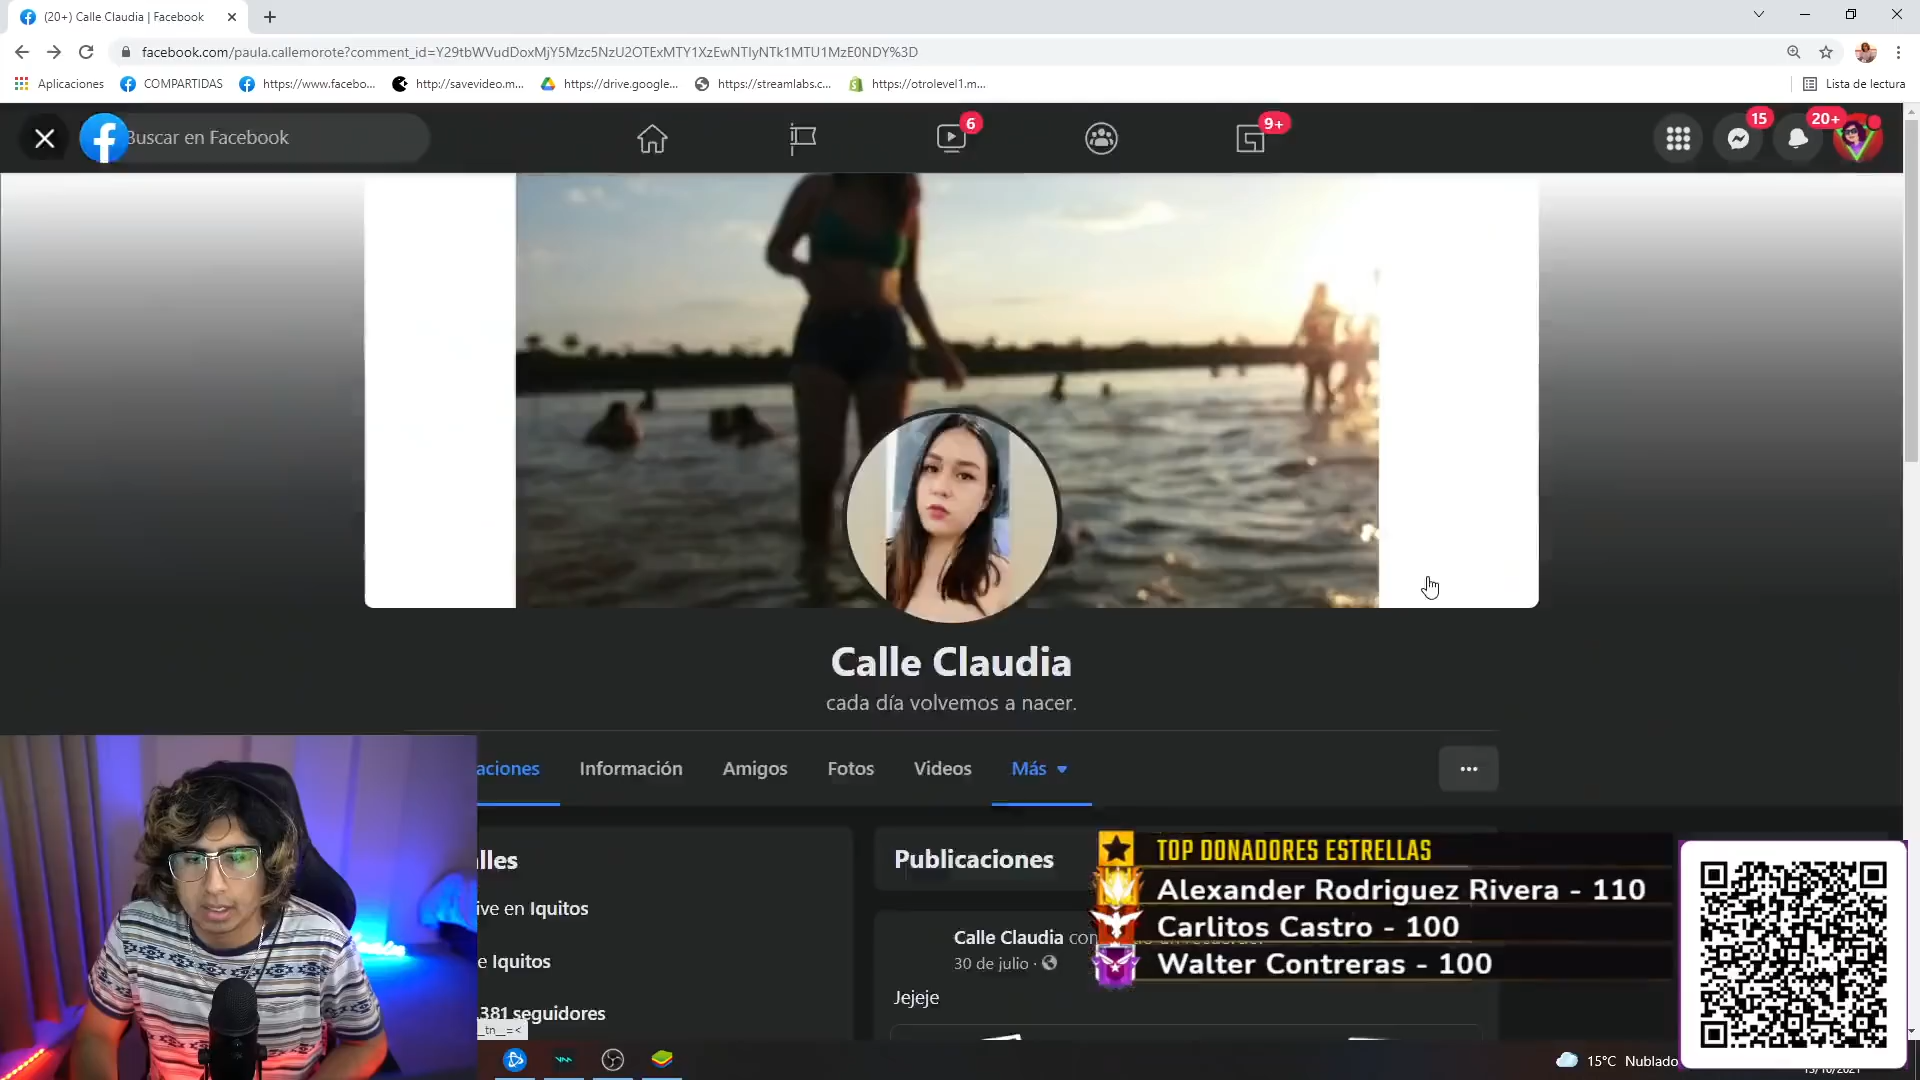 (20+) Calle Claudia | Facebook
facebook.com/paula.callemorote?comment_id=Y29tbWVudDoxMjY5Mzc5NzU2OTExMTY1XzEwNTIyNTk1MTU1MzE0NDY%3D
Aplicaciones COMPARTIDAS https://www.facebo... http://savevideo.m... https://drive.google... https://streamlabs.c... https://otrolevel1.m... Lista de lectura
Buscar en Facebook
6
9+
15
20+
Calle Claudia
cada día volvemos a nacer.
aciones Información Amigos Fotos Videos Más
lles
ive en Iquitos
e Iquitos
.381 seguidores
_tn__=<
Publicaciones
Calle Claudia
30 de julio
Jejeje
TOP DONADORES ESTRELLAS
Alexander Rodriguez Rivera - 110
Carlitos Castro - 100
Walter Contreras - 100
15°C Nublado